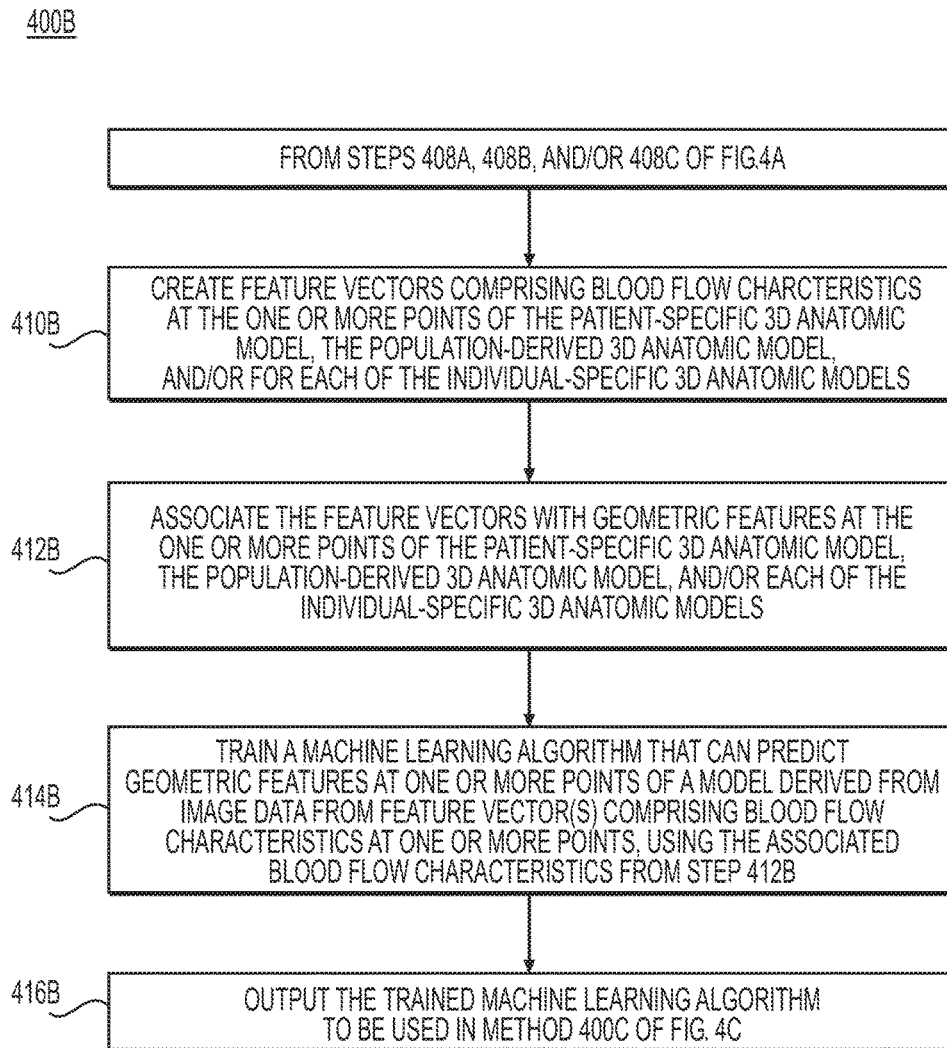 400B
FROM STEPS 408A, 408B, AND/OR 408C OF FIG.4A
410B
CREATE FEATURE VECTORS COMPRISING BLOOD FLOW CHARCTERISTICS
AT THE ONE OR MORE POINTS OF THE PATIENT-SPECIFIC 3D ANATOMIC
MODEL, THE POPULATION-DERIVED 3D ANATOMIC MODEL,
AND/OR FOR EACH OF THE INDIVIDUAL-SPECIFIC 3D ANATOMIC MODELS
412B
ASSOCIATE THE FEATURE VECTORS WITH GEOMETRIC FEATURES AT THE
ONE OR MORE POINTS OF THE PATIENT-SPECIFIC 3D ANATOMIC MODEL,
THE POPULATION-DERIVED 3D ANATOMIC MODEL, AND/OR EACH OF THE
INDIVIDUAL-SPECIFIC 3D ANATOMIC MODELS
414B
TRAIN A MACHINE LEARNING ALGORITHM THAT CAN PREDICT
GEOMETRIC FEATURES AT ONE OR MORE POINTS OF A MODEL DERIVED FROM
IMAGE DATA FROM FEATURE VECTOR(S) COMPRISING BLOOD FLOW
CHARACTERISTICS AT ONE OR MORE POINTS, USING THE ASSOCIATED
BLOOD FLOW CHARACTERISTICS FROM STEP 412B
416B
OUTPUT THE TRAINED MACHINE LEARNING ALGORITHM
TO BE USED IN METHOD 400C OF FIG. 4C